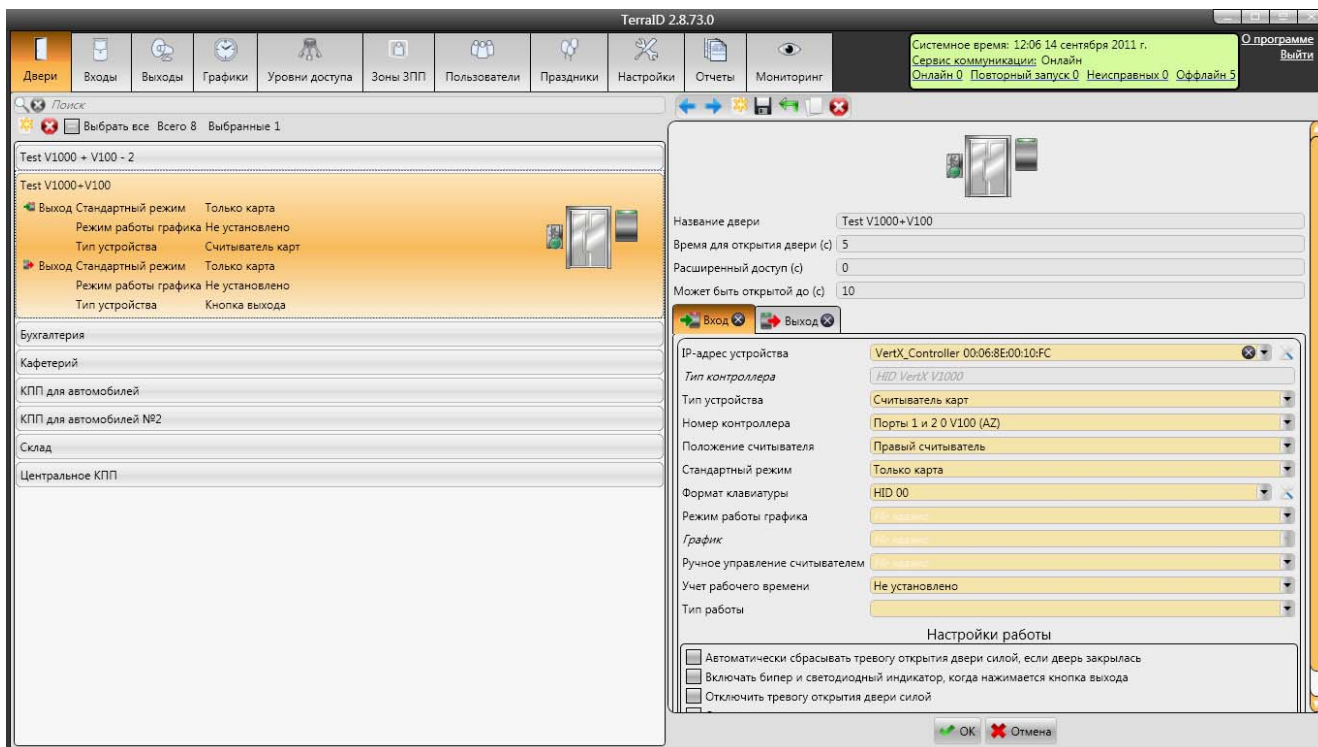 TerraID 2.8.73.0
Двери
Входы
Выходы
Графики
Уровни доступа
Зоны ЗПП
Пользователи
Праздники
Настройки
Отчеты
Мониторинг
Системное время: 12:06 14 сентября 2011 г.
Сервис коммуникации: Онлайн
Онлайн 0 Повторный запуск 0 Неисправных 0 Оффлайн 5
О программе
Выйти
Поиск
Выбрать все Всего 8 Выбранные 1
Test V1000 + V100 - 2
Test V1000+V100
Выход Стандартный режим Только карта
Режим работы графика Не установлено
Тип устройства Считыватель карт
Выход Стандартный режим Только карта
Режим работы графика Не установлено
Тип устройства Кнопка выхода
Бухгалтерия
Кафетерий
КПП для автомобилей
КПП для автомобилей №2
Склад
Центральное КПП
Название двери Test V1000+V100
Время для открытия двери (с) 5
Расширенный доступ (с) 0
Может быть открытой до (с) 10
Вход Выход
IP-адрес устройства VertX_Controller 00:06:8E:00:10:FC
Тип контроллера HID VertX V1000
Тип устройства Считыватель карт
Номер контроллера Порты 1 и 2 0 V100 (AZ)
Положение считывателя Правый считыватель
Стандартный режим Только карта
Формат клавиатуры HID 00
Режим работы графика
График
Ручное управление считывателем
Учет рабочего времени Не установлено
Тип работы
Настройки работы
Автоматически сбрасывать тревогу открытия двери силой, если дверь закрылась
Включать бипер и светодиодный индикатор, когда нажимается кнопка выхода
Отключить тревогу открытия двери силой
OK Отмена